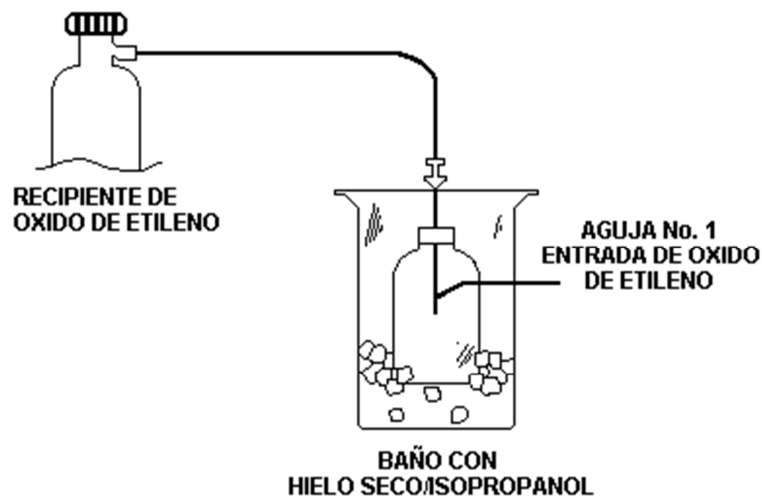 RECIPIENTE DE
OXIDO DE ETILENO
AGUJA No. 1
ENTRADA DE OXIDO
DE ETILENO
BAÑO CON
HIELO SECO/ISOPROPANOL